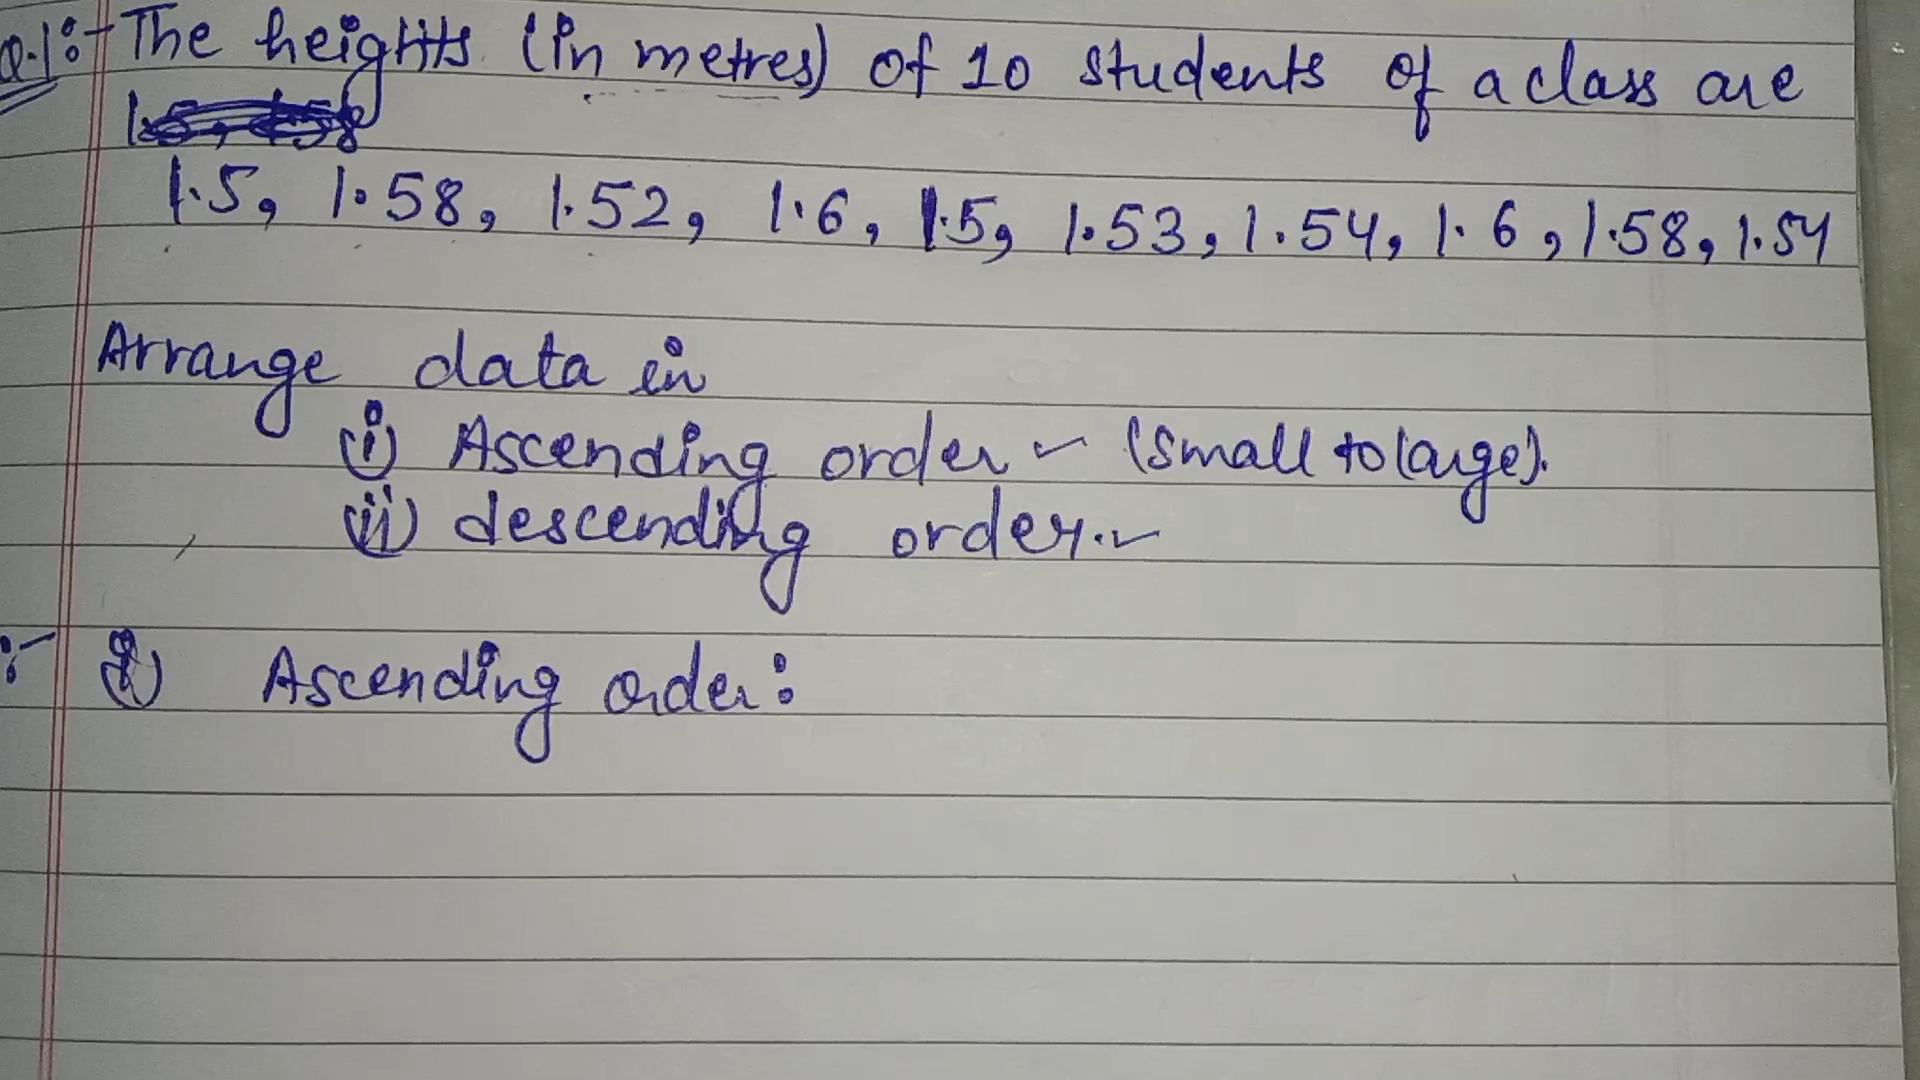 Q.1:- The heights (in metres) of 10 students of a class are
1.5, 1.58, 1.52, 1.6, 1.5, 1.53, 1.54, 1.6, 1.58, 1.54
Arrange data in
(i) Ascending order - (small to large).
(ii) descending order.
:- (i) Ascending order: